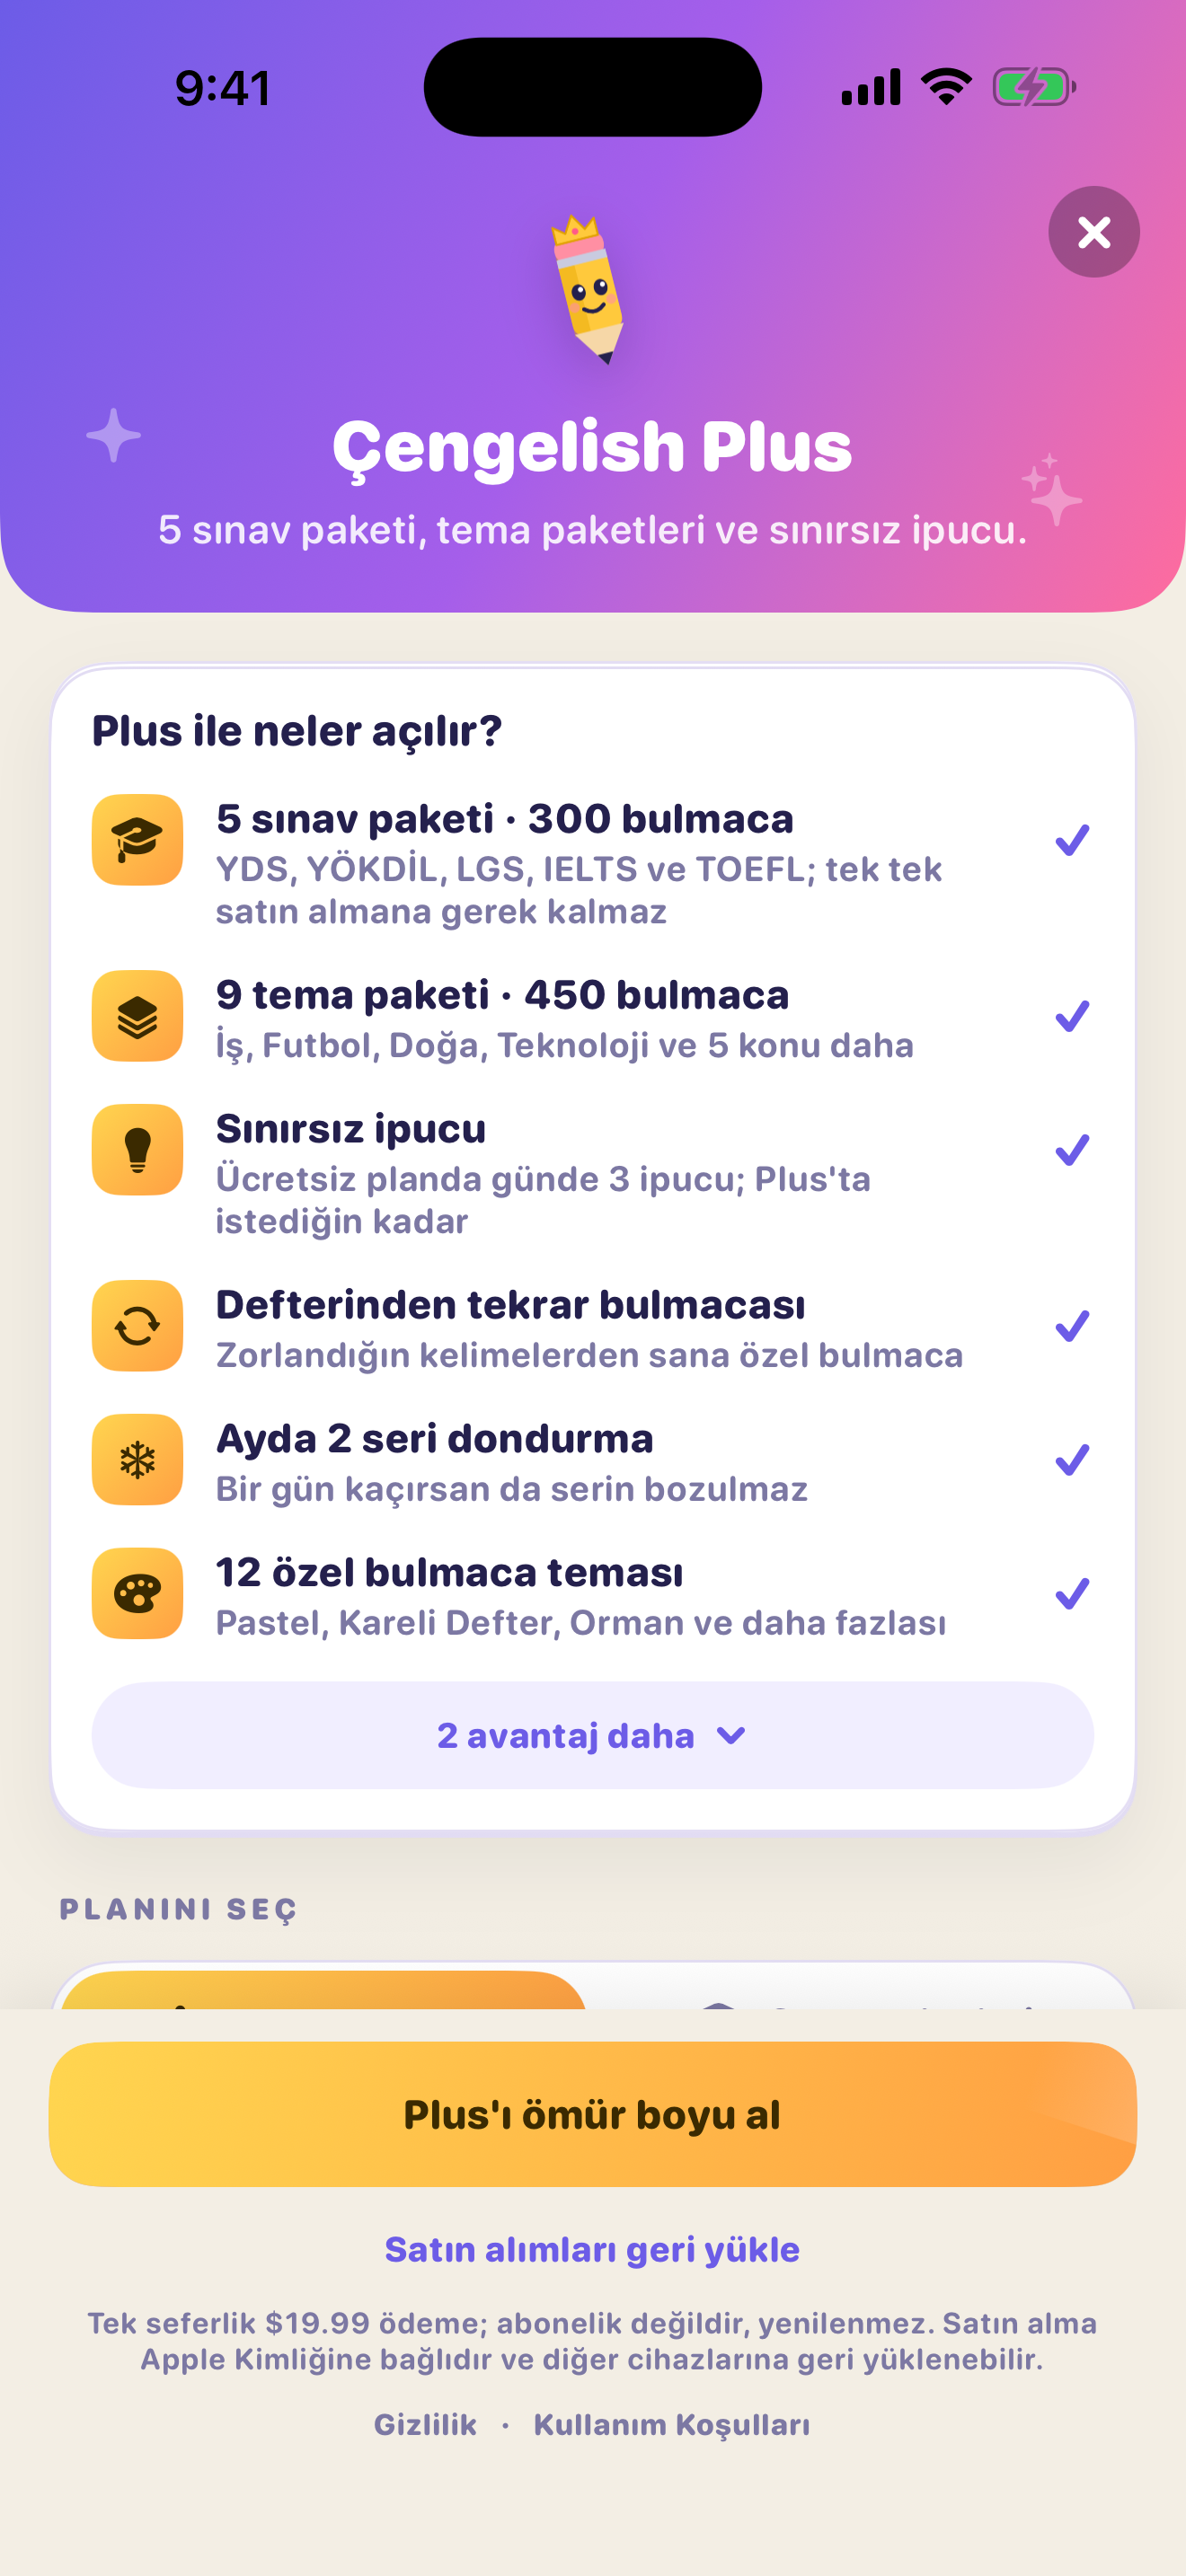 9:41
Çengelish Plus
5 sınav paketi, tema paketleri ve sınırsız ipucu.
Plus ile neler açılır?
5 sınav paketi · 300 bulmaca
YDS, YÖKDİL, LGS, IELTS ve TOEFL; tek tek
satın almana gerek kalmaz
9 tema paketi · 450 bulmaca
İş, Futbol, Doğa, Teknoloji ve 5 konu daha
Sınırsız ipucu
Ücretsiz planda günde 3 ipucu; Plus'ta
istediğin kadar
Defterinden tekrar bulmacası
Zorlandığın kelimelerden sana özel bulmaca
Ayda 2 seri dondurma
Bir gün kaçırsan da serin bozulmaz
12 özel bulmaca teması
Pastel, Kareli Defter, Orman ve daha fazlası
2 avantaj daha
PLANINI SEÇ
Plus'ı ömür boyu al
Satın alımları geri yükle
Tek seferlik $19.99 ödeme; abonelik değildir, yenilenmez. Satın alma
Apple Kimliğine bağlıdır ve diğer cihazlarına geri yüklenebilir.
Gizlilik · Kullanım Koşulları